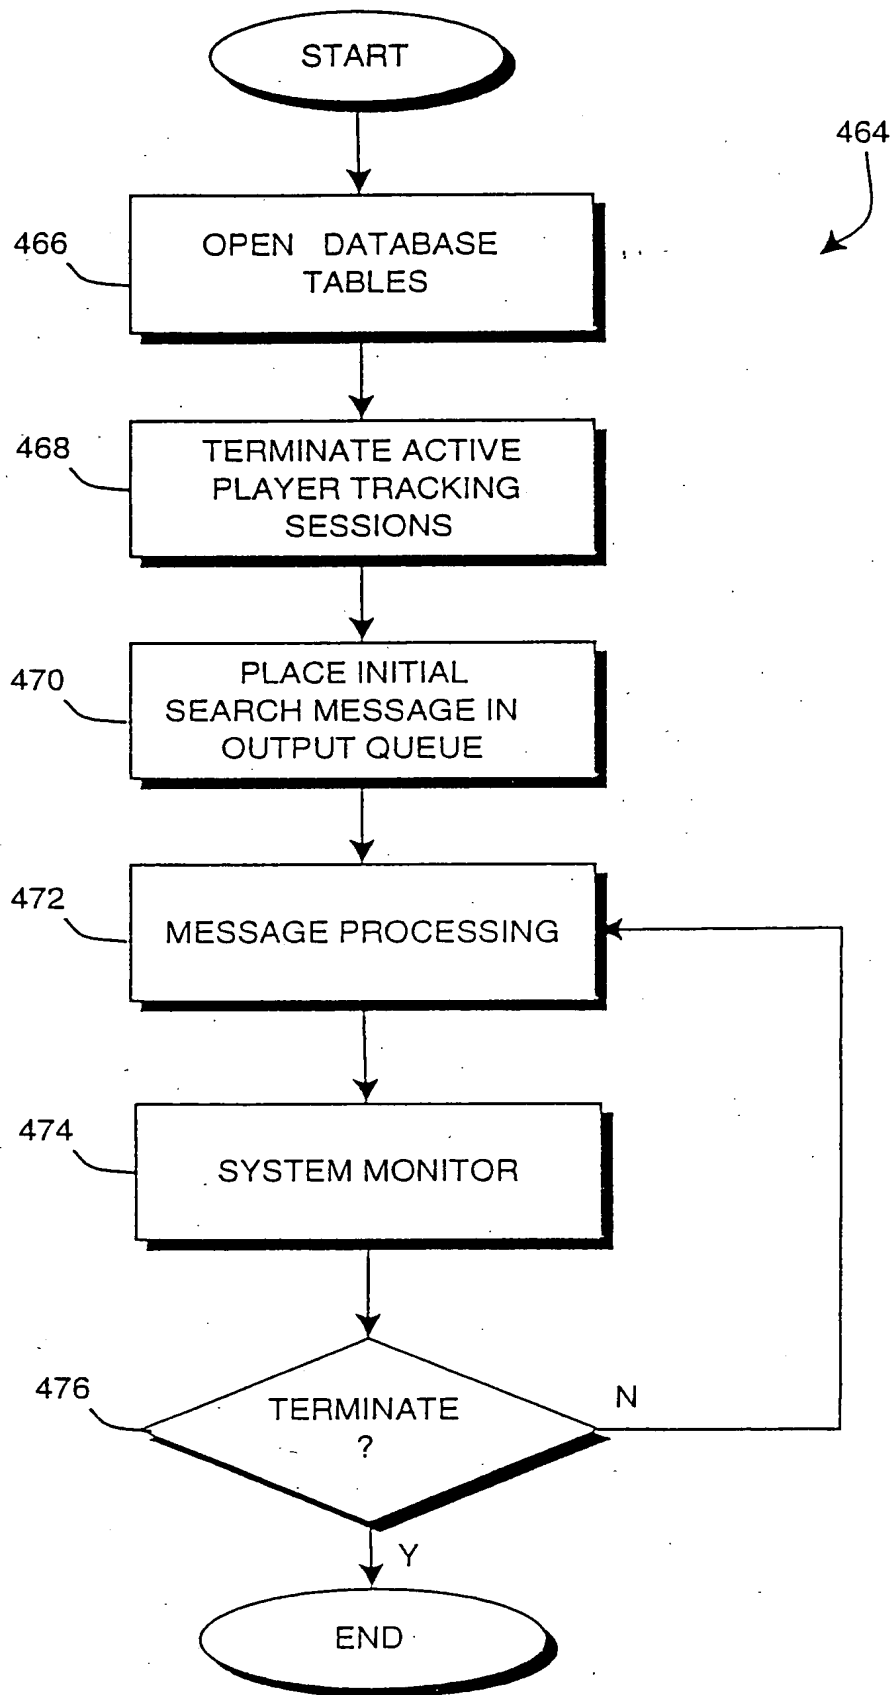 START
464
466
OPEN DATABASE
TABLES
468
TERMINATE ACTIVE
PLAYER TRACKING
SESSIONS
470
PLACE INITIAL
SEARCH MESSAGE IN
OUTPUT QUEUE
472
MESSAGE PROCESSING
474
SYSTEM MONITOR
476
TERMINATE
?
N
Y
END